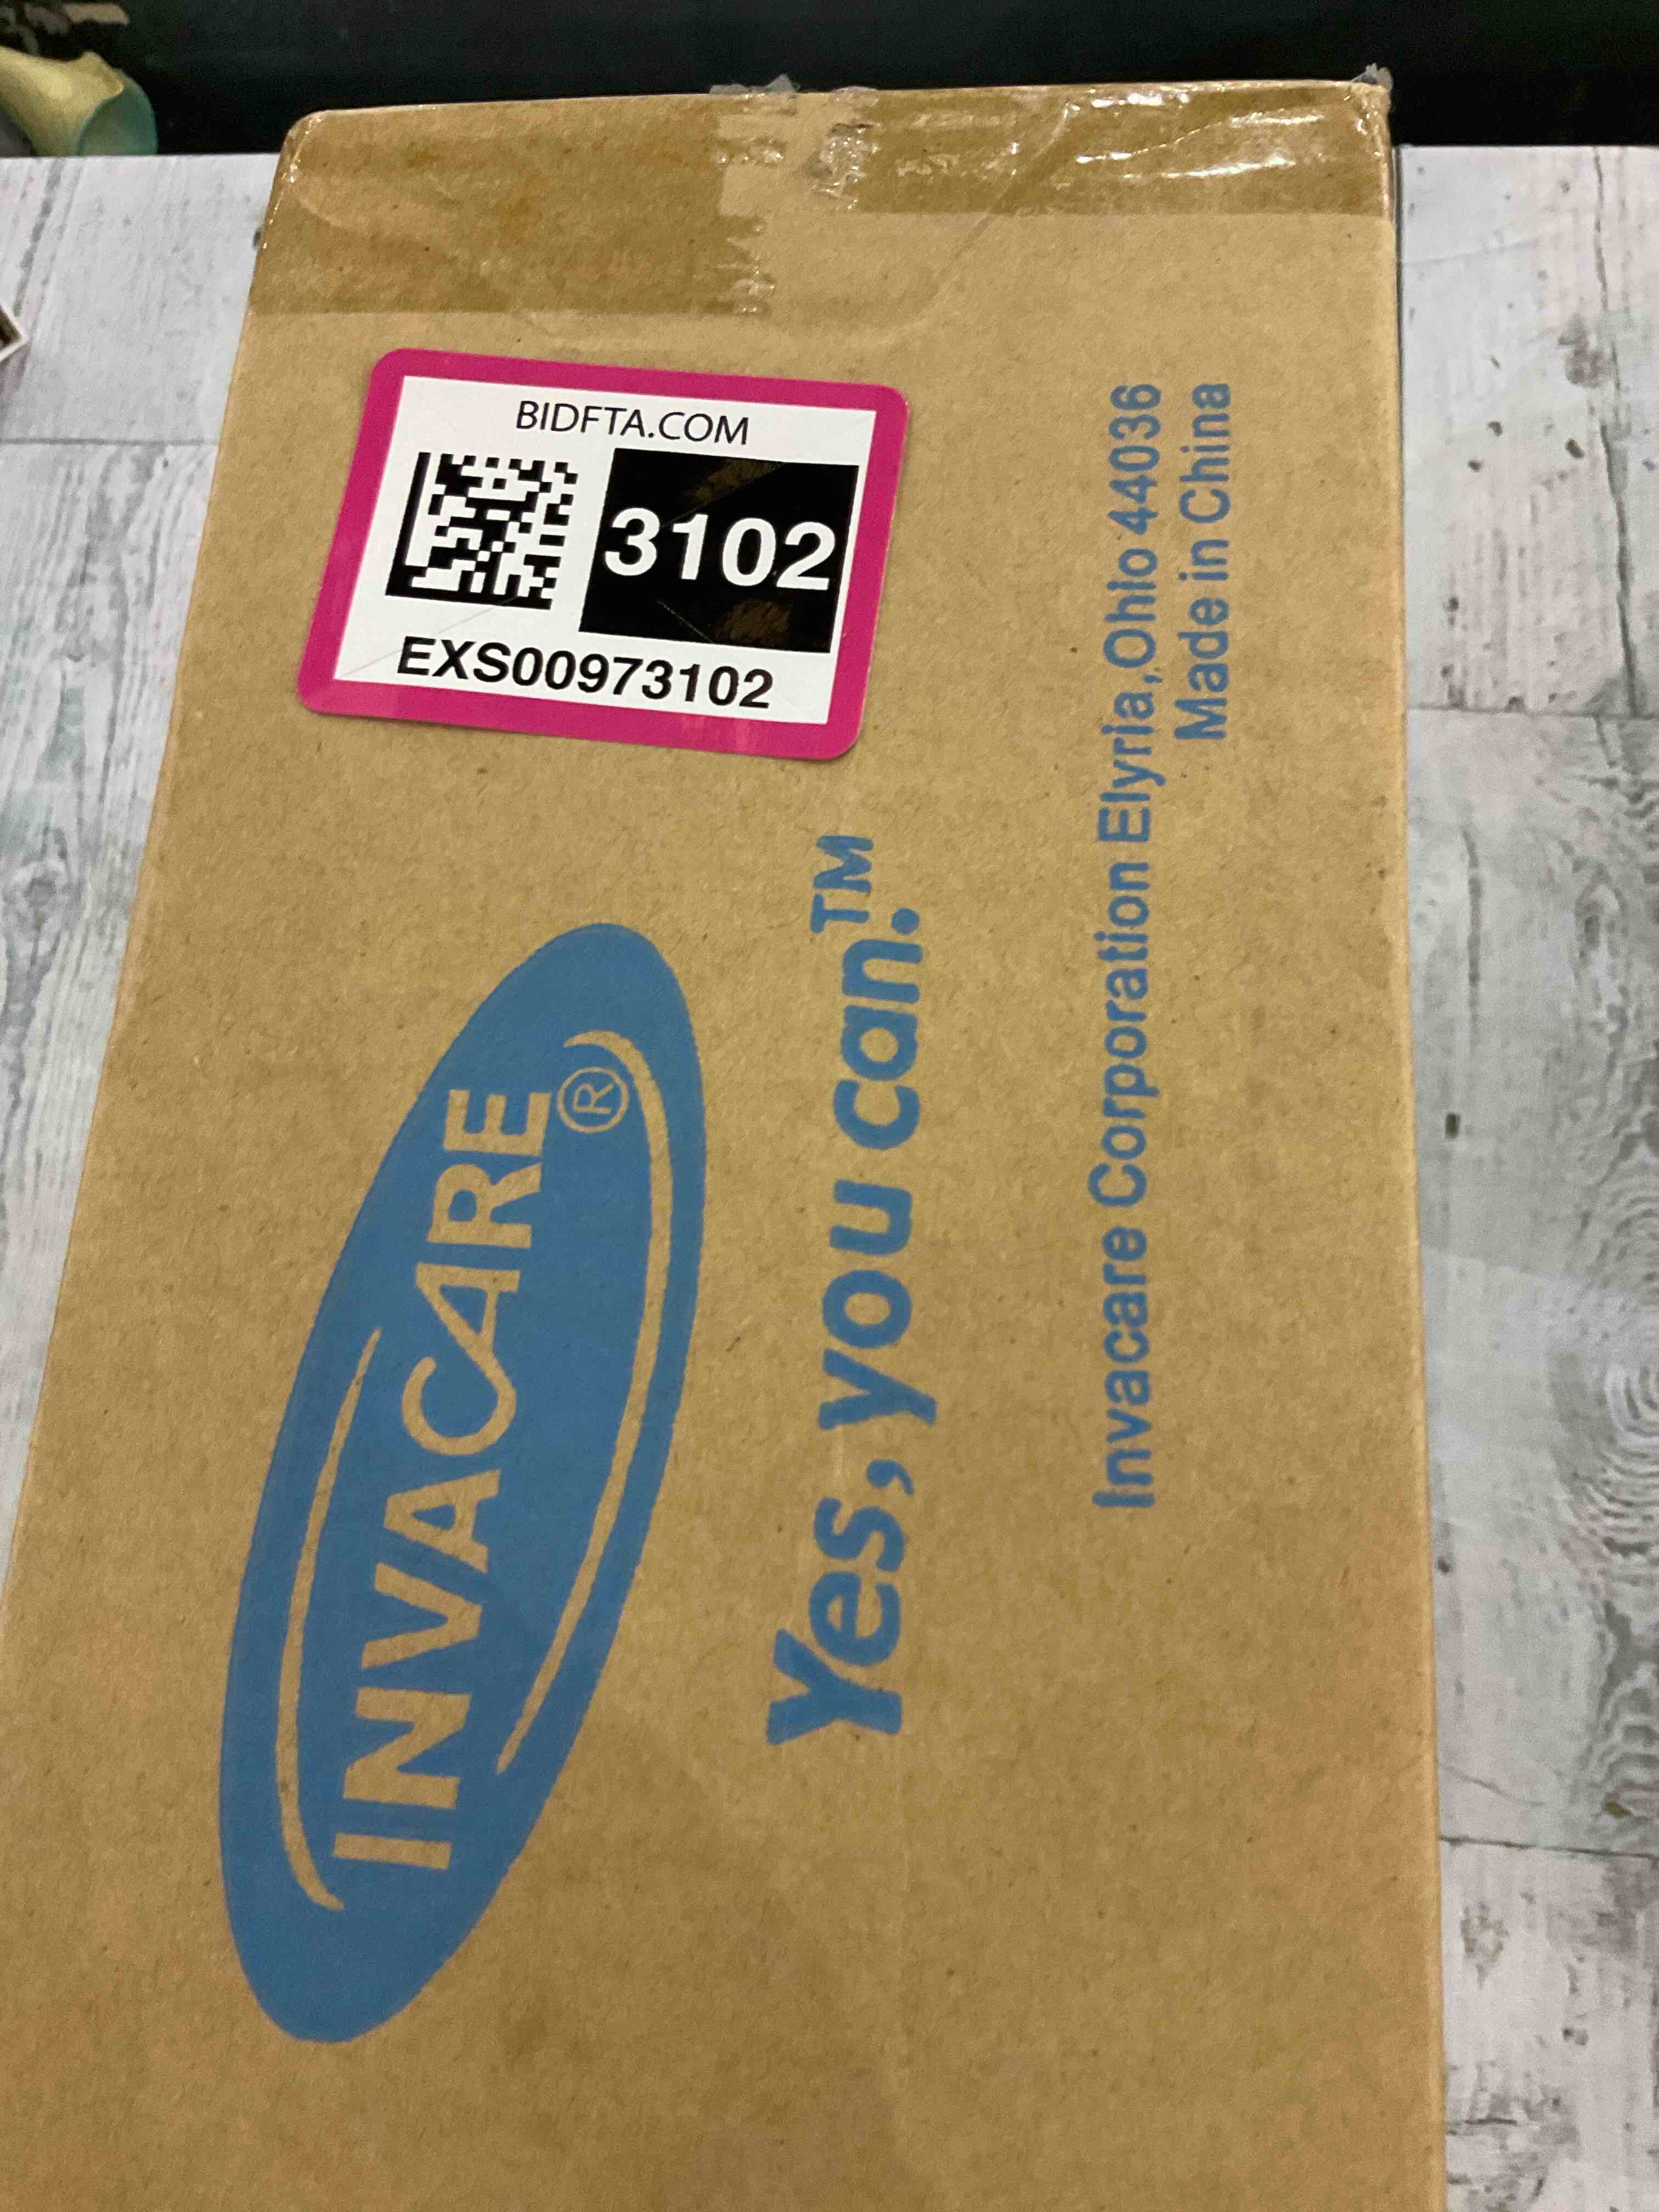 BIDFTA.COM
3102
EXS00973102
INVACARE®
Yes, you can.™
Invacare Corporation Elyria,Ohio 44036
Made in China